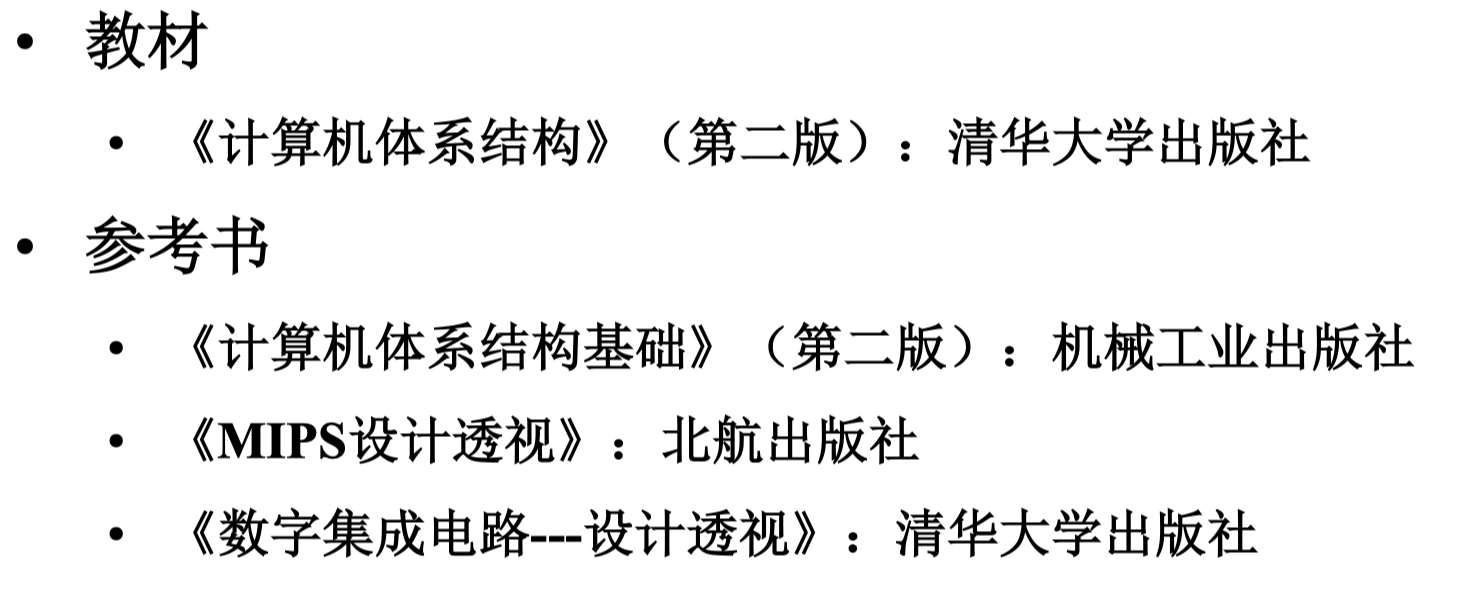 • 教材
• 《计算机体系结构》（第二版）：清华大学出版社
• 参考书
• 《计算机体系结构基础》（第二版）：机械工业出版社
• 《MIPS设计透视》：北航出版社
• 《数字集成电路---设计透视》：清华大学出版社